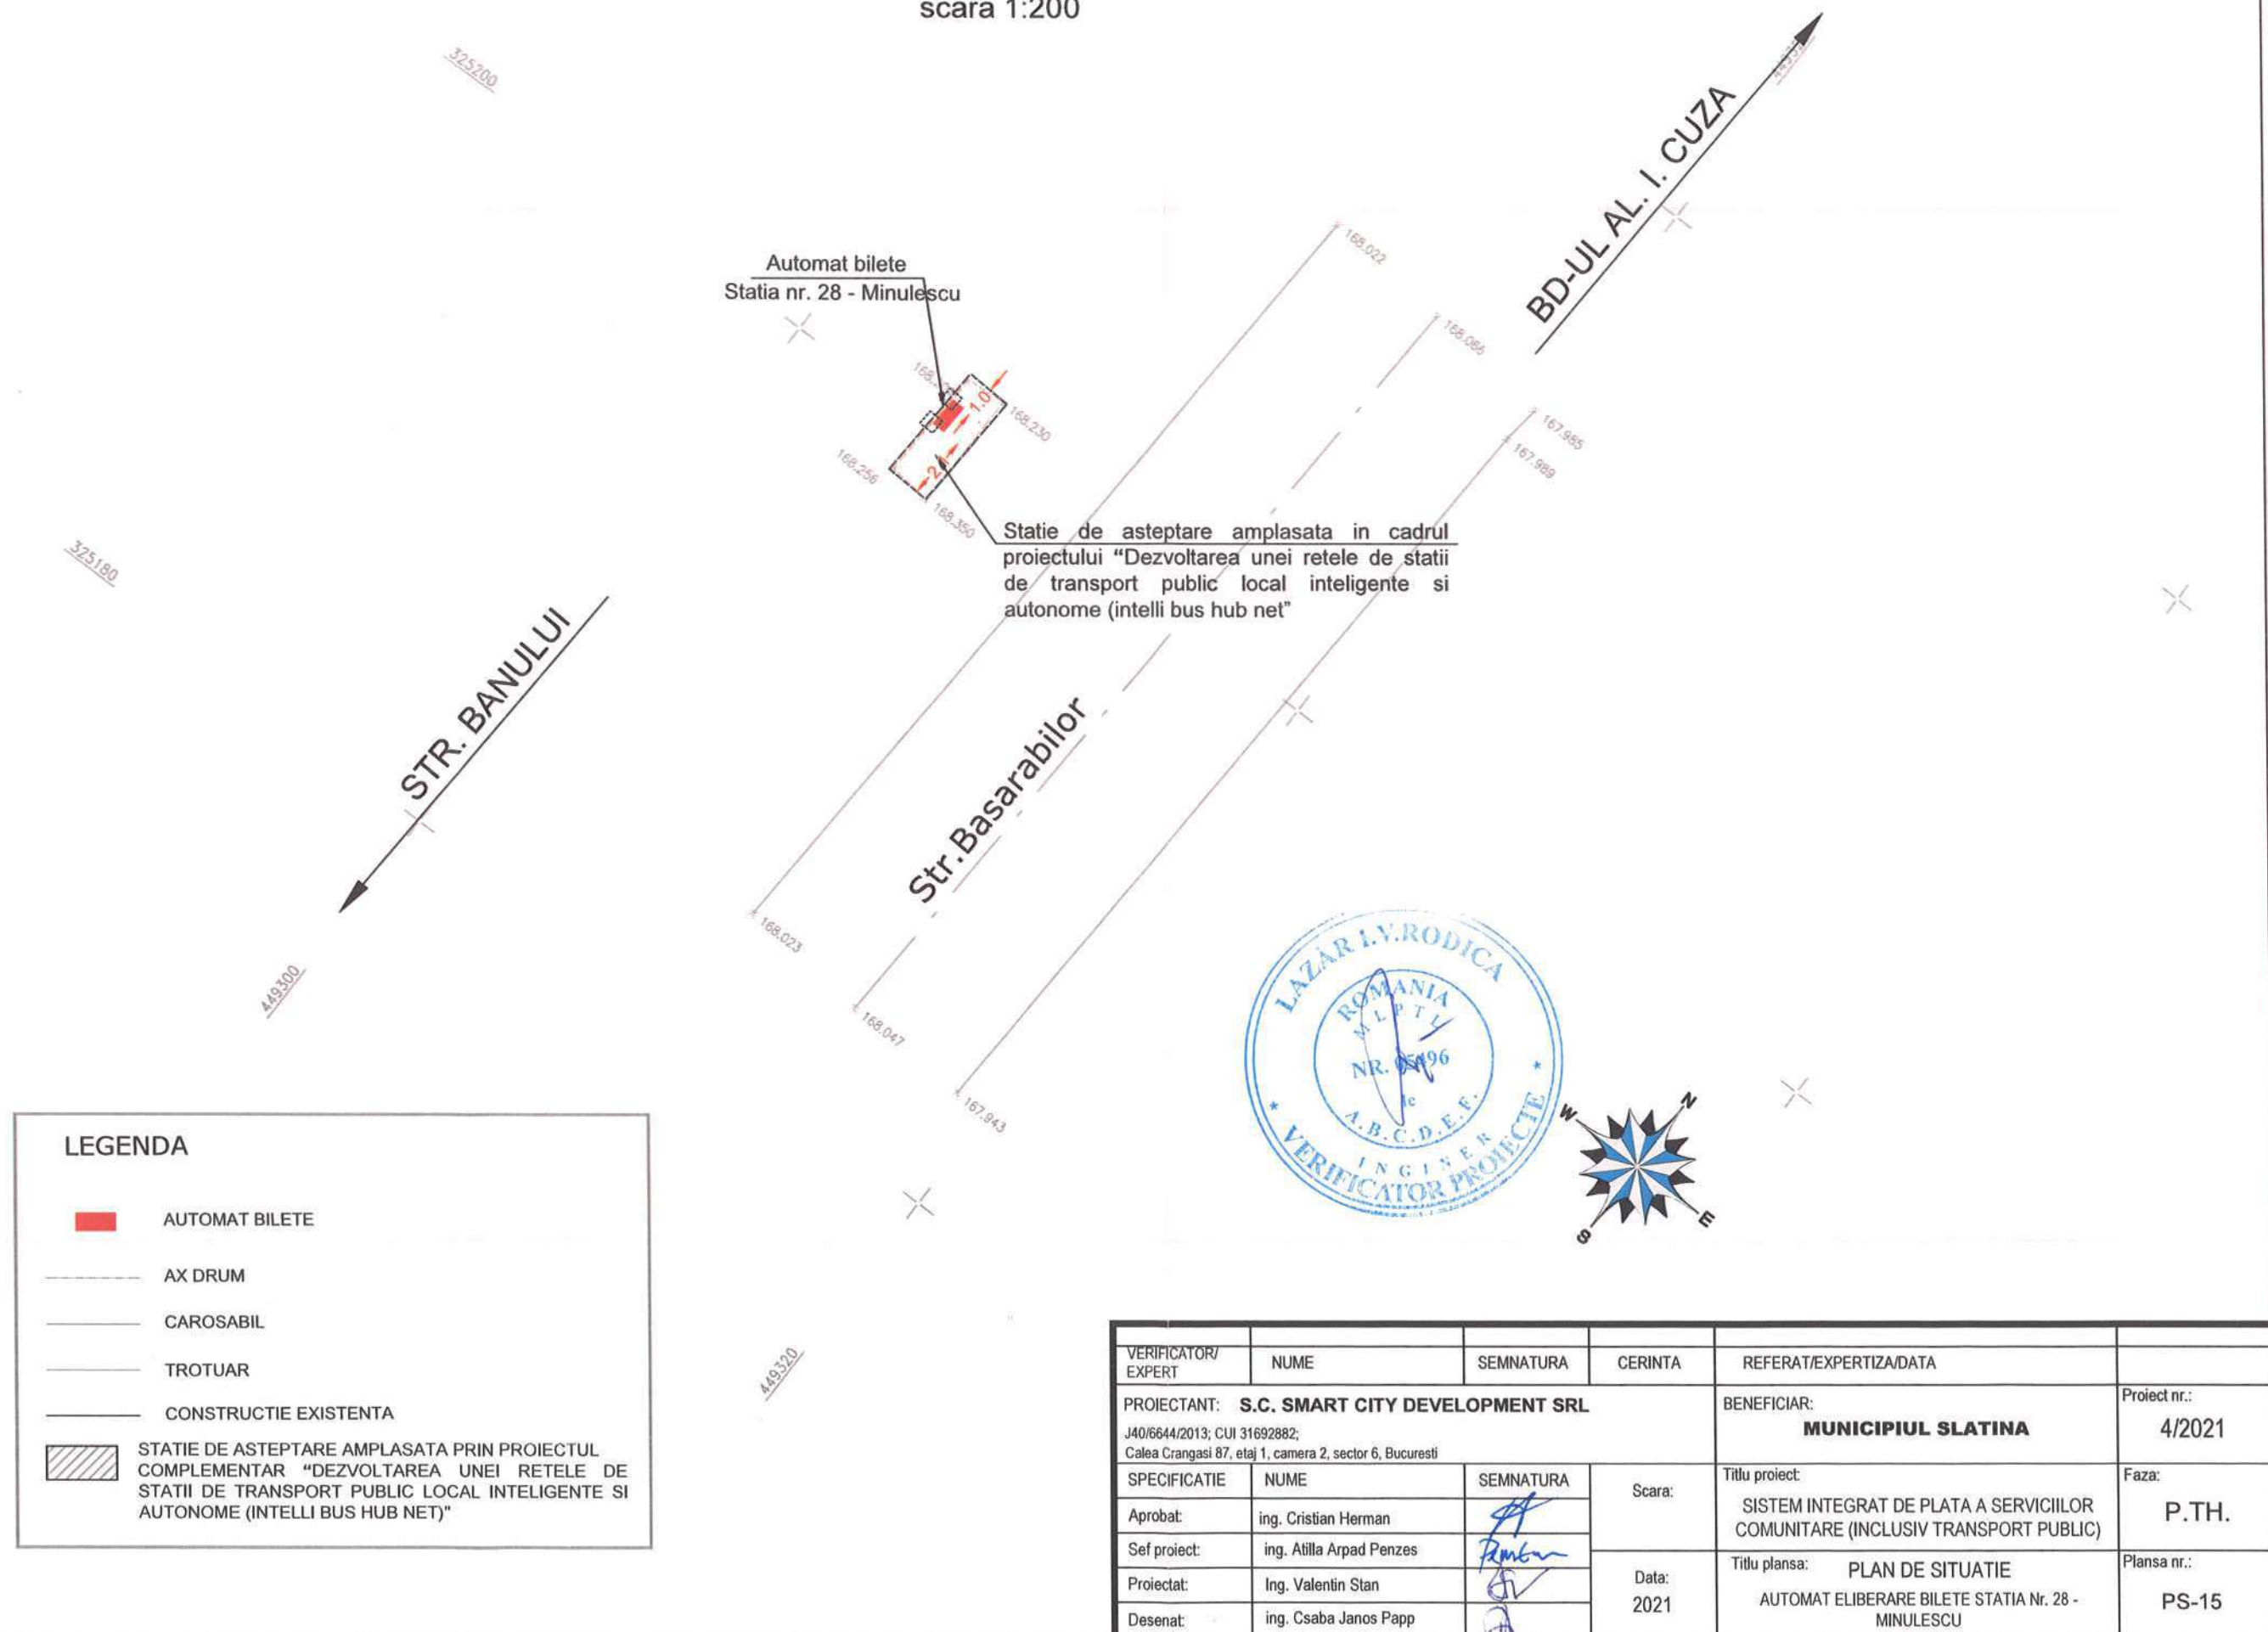 scara 1:200
325200
BD-UL AL. I. CUZA
168.022
Automat bilete
Statia nr. 28 - Minulescu
168.066
1.0
168.230
167.985
167.989
168.256
168.350
Statie de asteptare amplasata in cadrul
proiectului “Dezvoltarea unei retele de statii
de transport public local inteligente si
autonome (intelli bus hub net”
325180
STR. BANULUI
Str.Basarabilor
168.023
449300
168.047
167.943
LAZĂR I.V.RODICA
ROMANIA
M L P T L
NR.
A.B.C.D.E.F.
INGINER
* VERIFICATOR PROIECTE *
N
W
E
S
LEGENDA
AUTOMAT BILETE
AX DRUM
CAROSABIL
TROTUAR
CONSTRUCTIE EXISTENTA
STATIE DE ASTEPTARE AMPLASATA PRIN PROIECTUL
COMPLEMENTAR “DEZVOLTAREA UNEI RETELE DE
STATII DE TRANSPORT PUBLIC LOCAL INTELIGENTE SI
AUTONOME (INTELLI BUS HUB NET)"
449320
VERIFICATOR/
EXPERT
NUME
SEMNATURA
CERINTA
REFERAT/EXPERTIZA/DATA
PROIECTANT: S.C. SMART CITY DEVELOPMENT SRL
J40/6644/2013; CUI 31692882;
Calea Crangasi 87, etaj 1, camera 2, sector 6, Bucuresti
BENEFICIAR:
MUNICIPIUL SLATINA
Proiect nr.:
4/2021
SPECIFICATIE
NUME
SEMNATURA
Scara:
Titlu proiect:
SISTEM INTEGRAT DE PLATA A SERVICIILOR
COMUNITARE (INCLUSIV TRANSPORT PUBLIC)
Faza:
P.TH.
Aprobat:
ing. Cristian Herman
Sef proiect:
ing. Atilla Arpad Penzes
Proiectat:
Ing. Valentin Stan
Desenat:
ing. Csaba Janos Papp
Data:
2021
Titlu plansa: PLAN DE SITUATIE
AUTOMAT ELIBERARE BILETE STATIA Nr. 28 -
MINULESCU
Plansa nr.:
PS-15